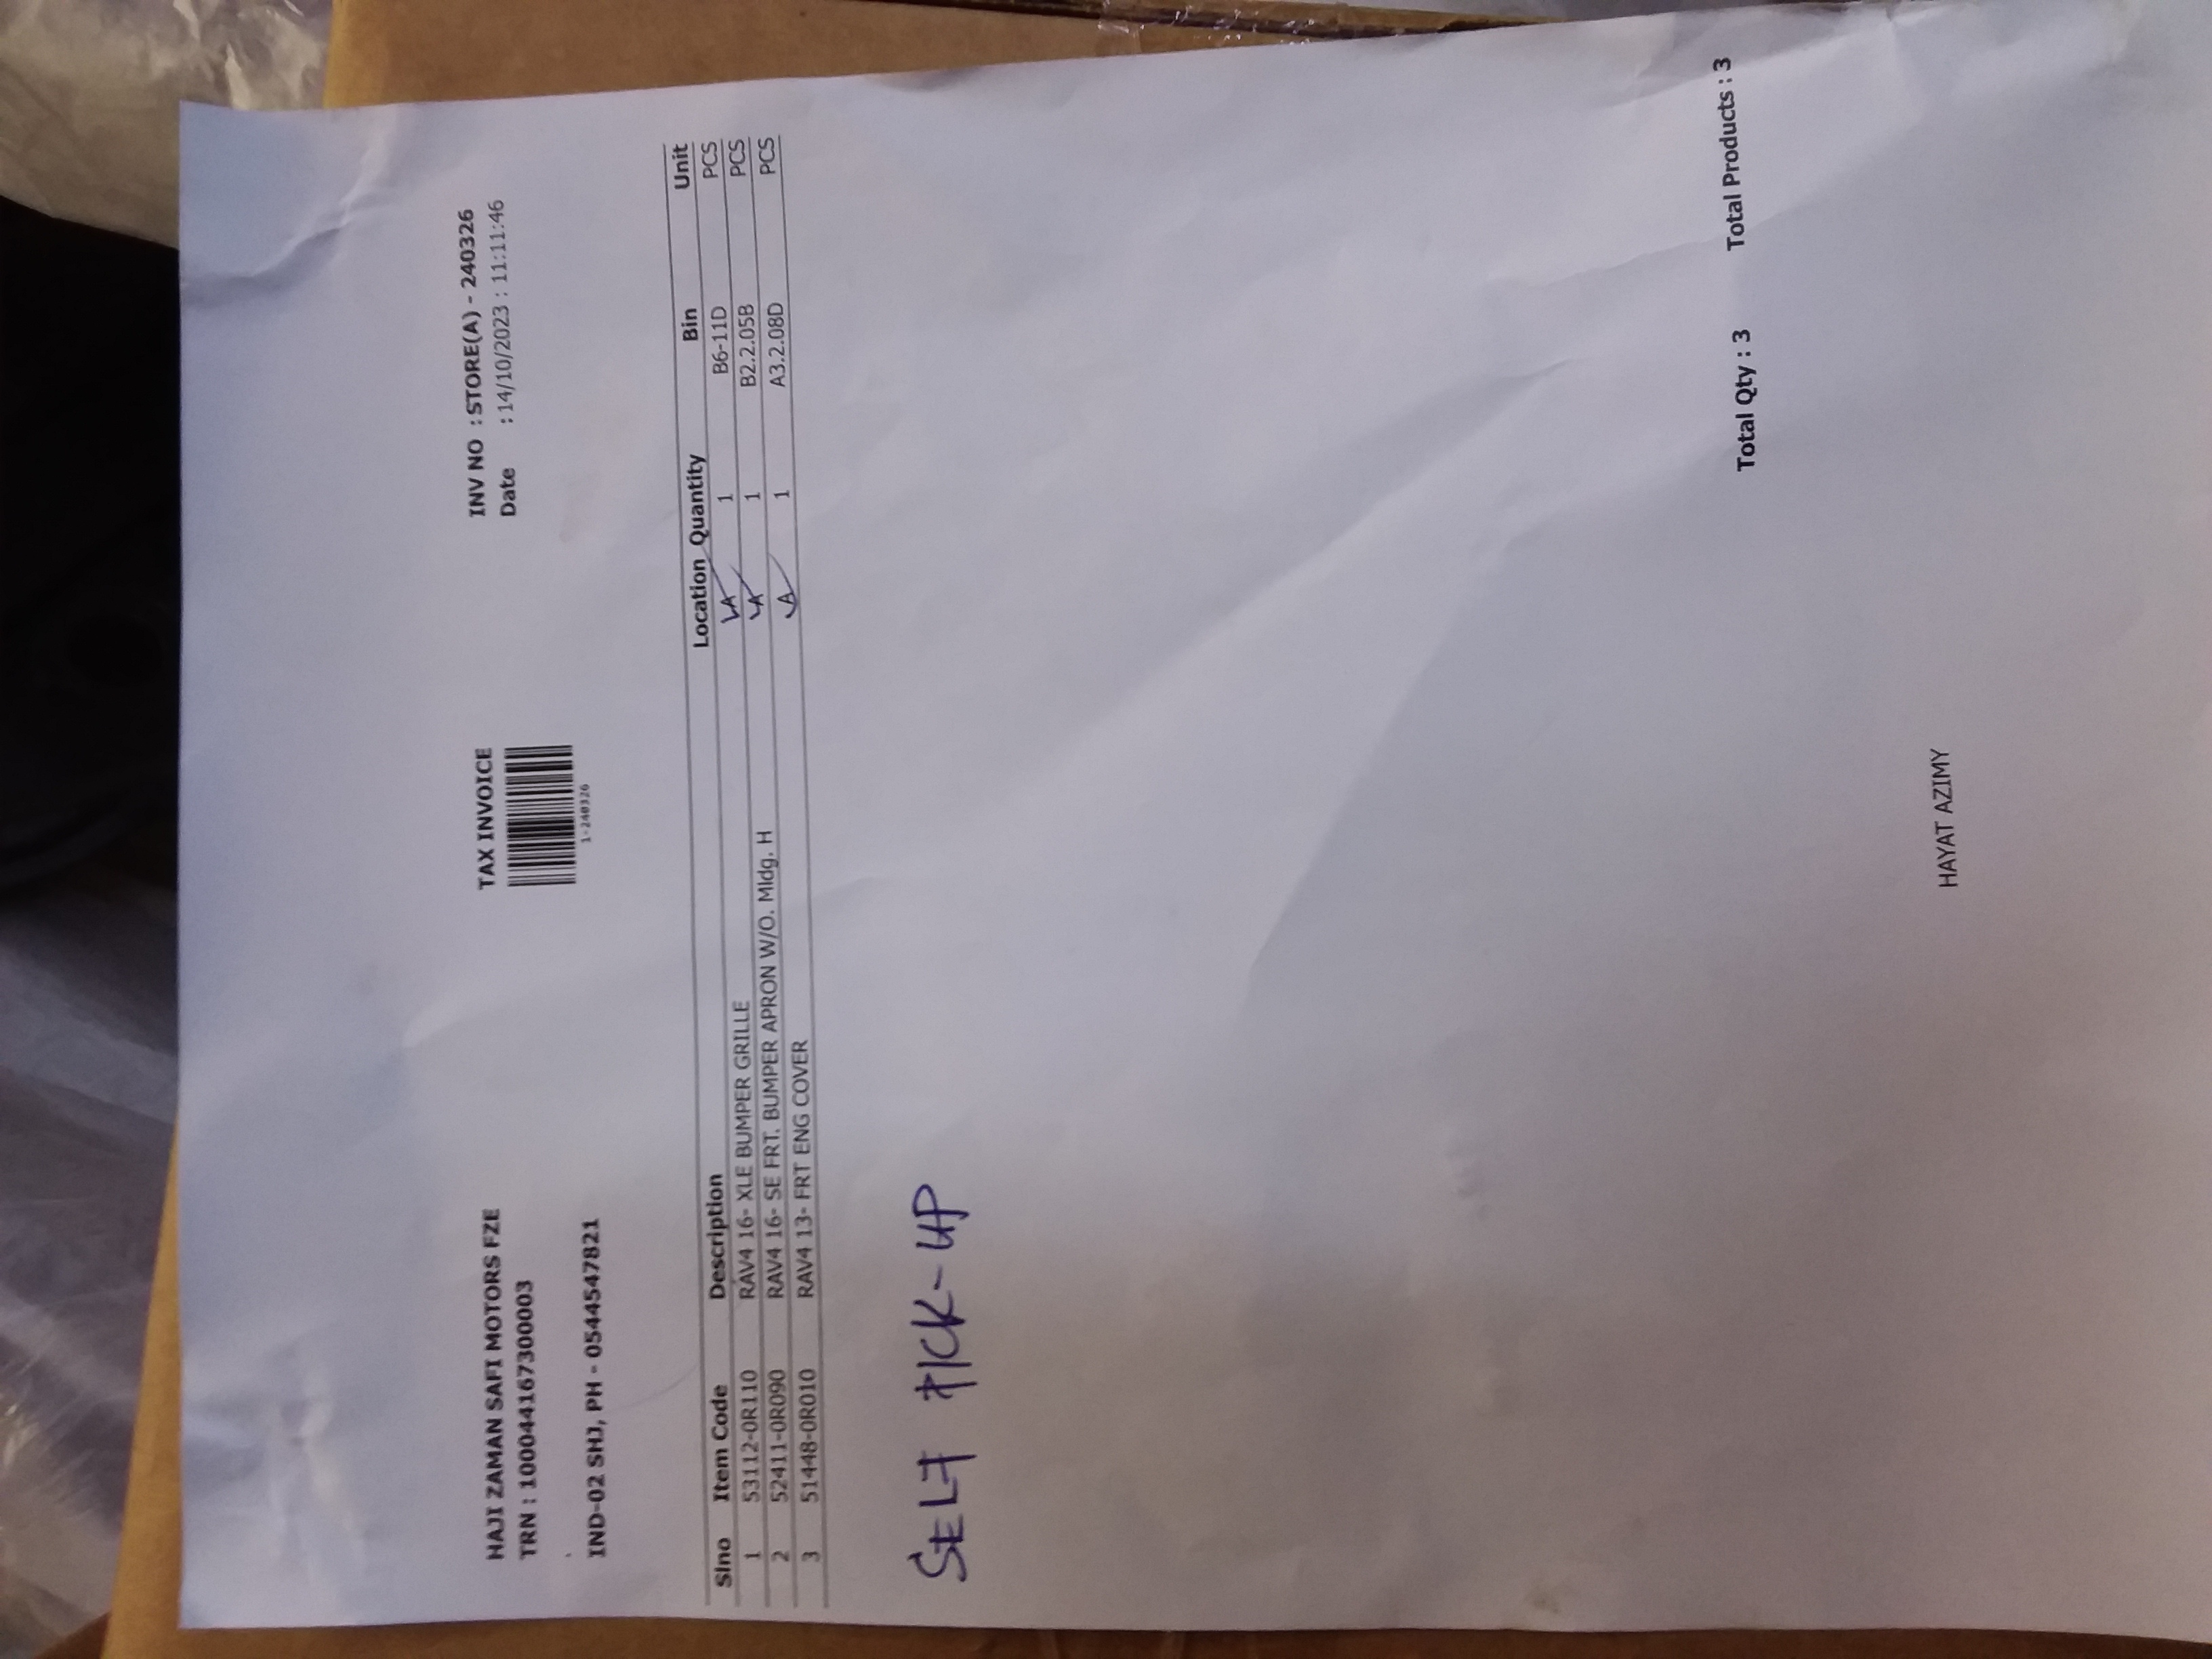 TAX INVOICE
HAJI ZAMAN SAFI MOTORS FZE
TRN : 100044167300003
IND-02 SHJ, PH - 0544547821
1-240326
INV NO : STORE(A) - 240326
Date : 14/10/2023 : 11:11:46
Slno Item Code Description Location Quantity Bin Unit
1 53112-0R110 RAV4 16- XLE BUMPER GRILLE A 1 B6-11D PCS
2 52411-0R090 RAV4 16- SE FRT. BUMPER APRON W/O. Mldg. H A 1 B2.2.05B PCS
3 51448-0R010 RAV4 13- FRT ENG COVER A 1 A3.2.08D PCS
SELF PICK-UP
Total Qty : 3 Total Products : 3
HAYAT AZIMY